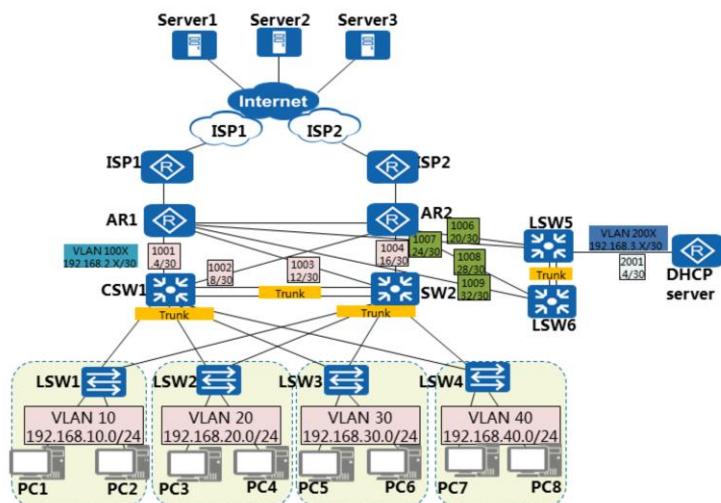 Server1
Server2
Server3
Internet
ISP1
ISP2
ISP1
ISP2
AR1
AR2
1006
20/30
LSW5
VLAN 200X
192.168.3.X/30
VLAN 100X
192.168.2.X/30
1001
4/30
1002
8/30
1003
12/30
1004
16/30
1007
24/30
1008
28/30
1009
32/30
Trunk
2001
4/30
DHCP
server
CSW1
Trunk
SW2
LSW6
Trunk
Trunk
LSW1
LSW2
LSW3
LSW4
VLAN 10
192.168.10.0/24
VLAN 20
192.168.20.0/24
VLAN 30
192.168.30.0/24
VLAN 40
192.168.40.0/24
PC1
PC2
PC3
PC4
PC5
PC6
PC7
PC8